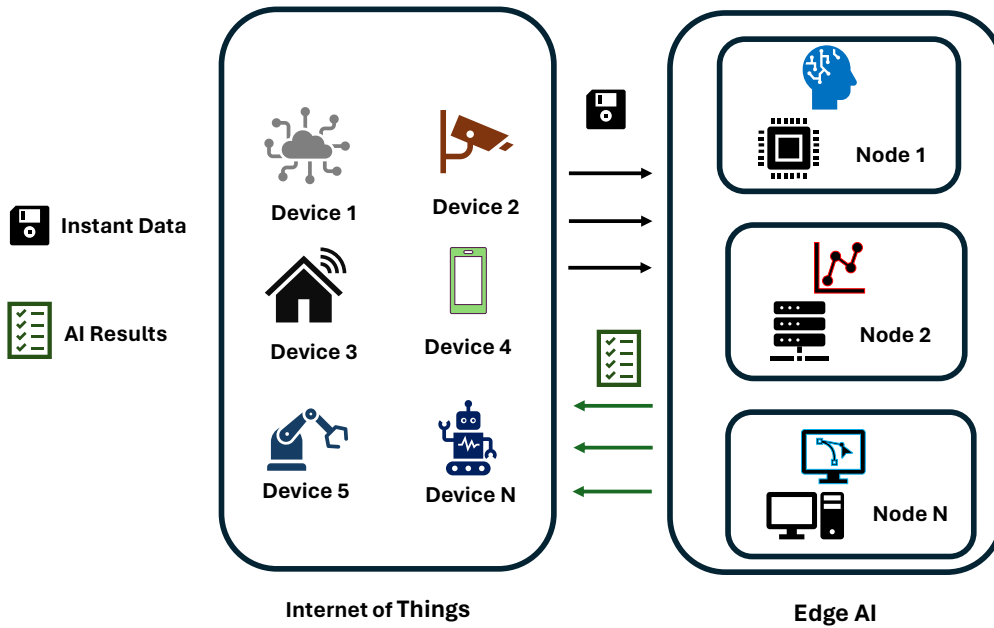 Instant Data
AI Results
Device 1
Device 2
Device 3
Device 4
Device 5
Device N
Internet of Things
Node 1
Node 2
Node N
Edge AI